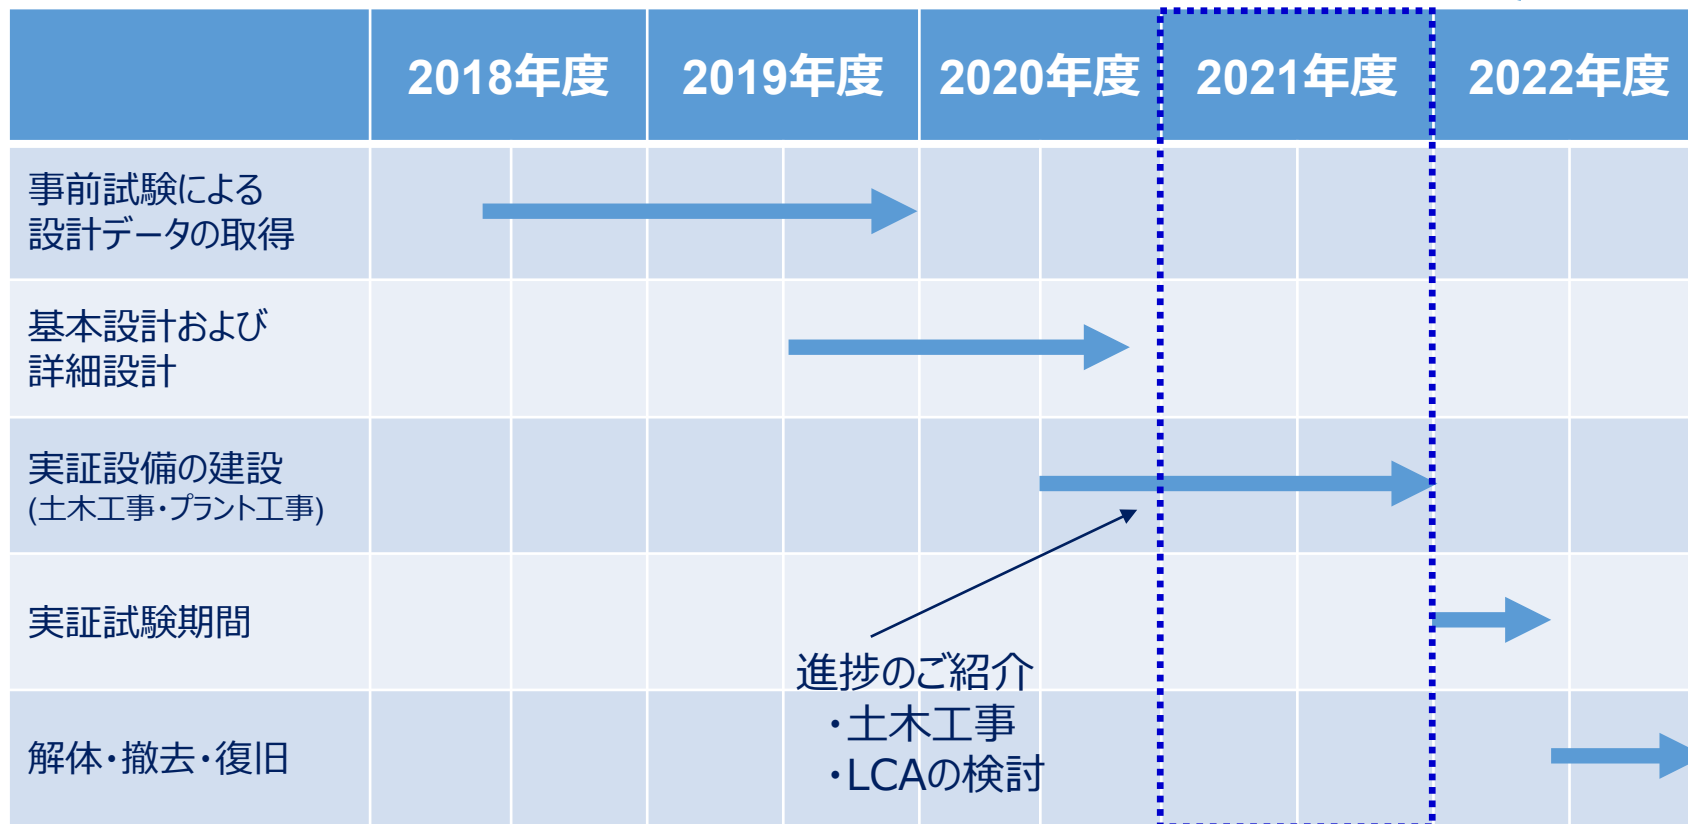 2018年度 2019年度 2020年度 2021年度 2022年度
事前試験による
設計データの取得
基本設計および
詳細設計
実証設備の建設
(土木工事・プラント工事)
実証試験期間
進捗のご紹介
・土木工事
・LCAの検討
解体・撤去・復旧